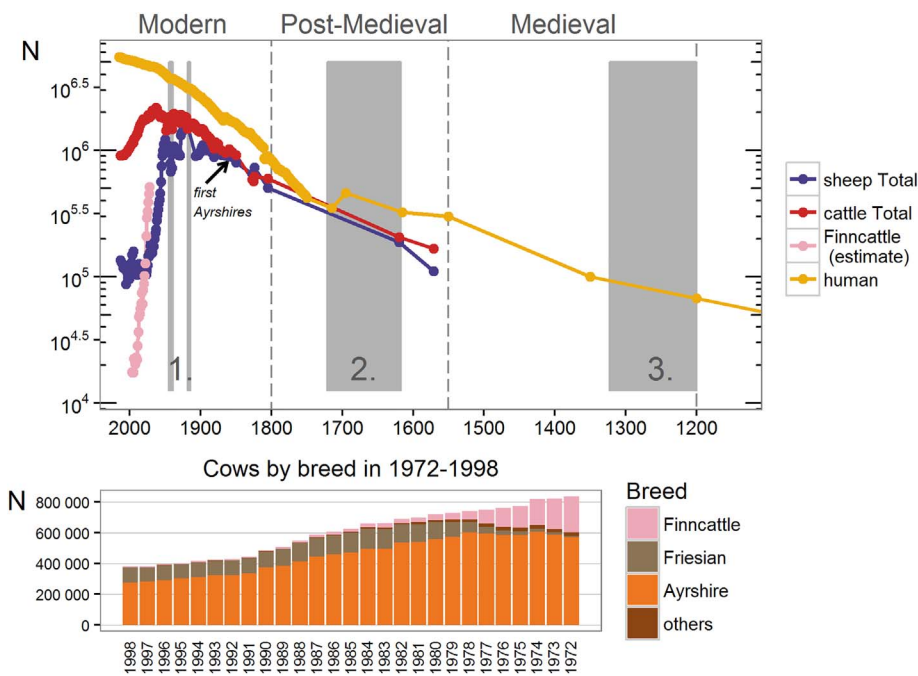 Modern Post-Medieval Medieval
N
10^6.5
10^6
10^5.5
10^5
10^4.5
10^4
first
Ayrshires
1. 2. 3.
2000 1900 1800 1700 1600 1500 1400 1300 1200
sheep Total
cattle Total
Finncattle
(estimate)
human
Cows by breed in 1972-1998
N
800 000
600 000
400 000
200 000
0
1998 1997 1996 1995 1994 1993 1992 1991 1990 1989 1988 1987 1986 1985 1984 1983 1982 1981 1980 1979 1978 1977 1976 1975 1974 1973 1972
Breed
Finncattle
Friesian
Ayrshire
others